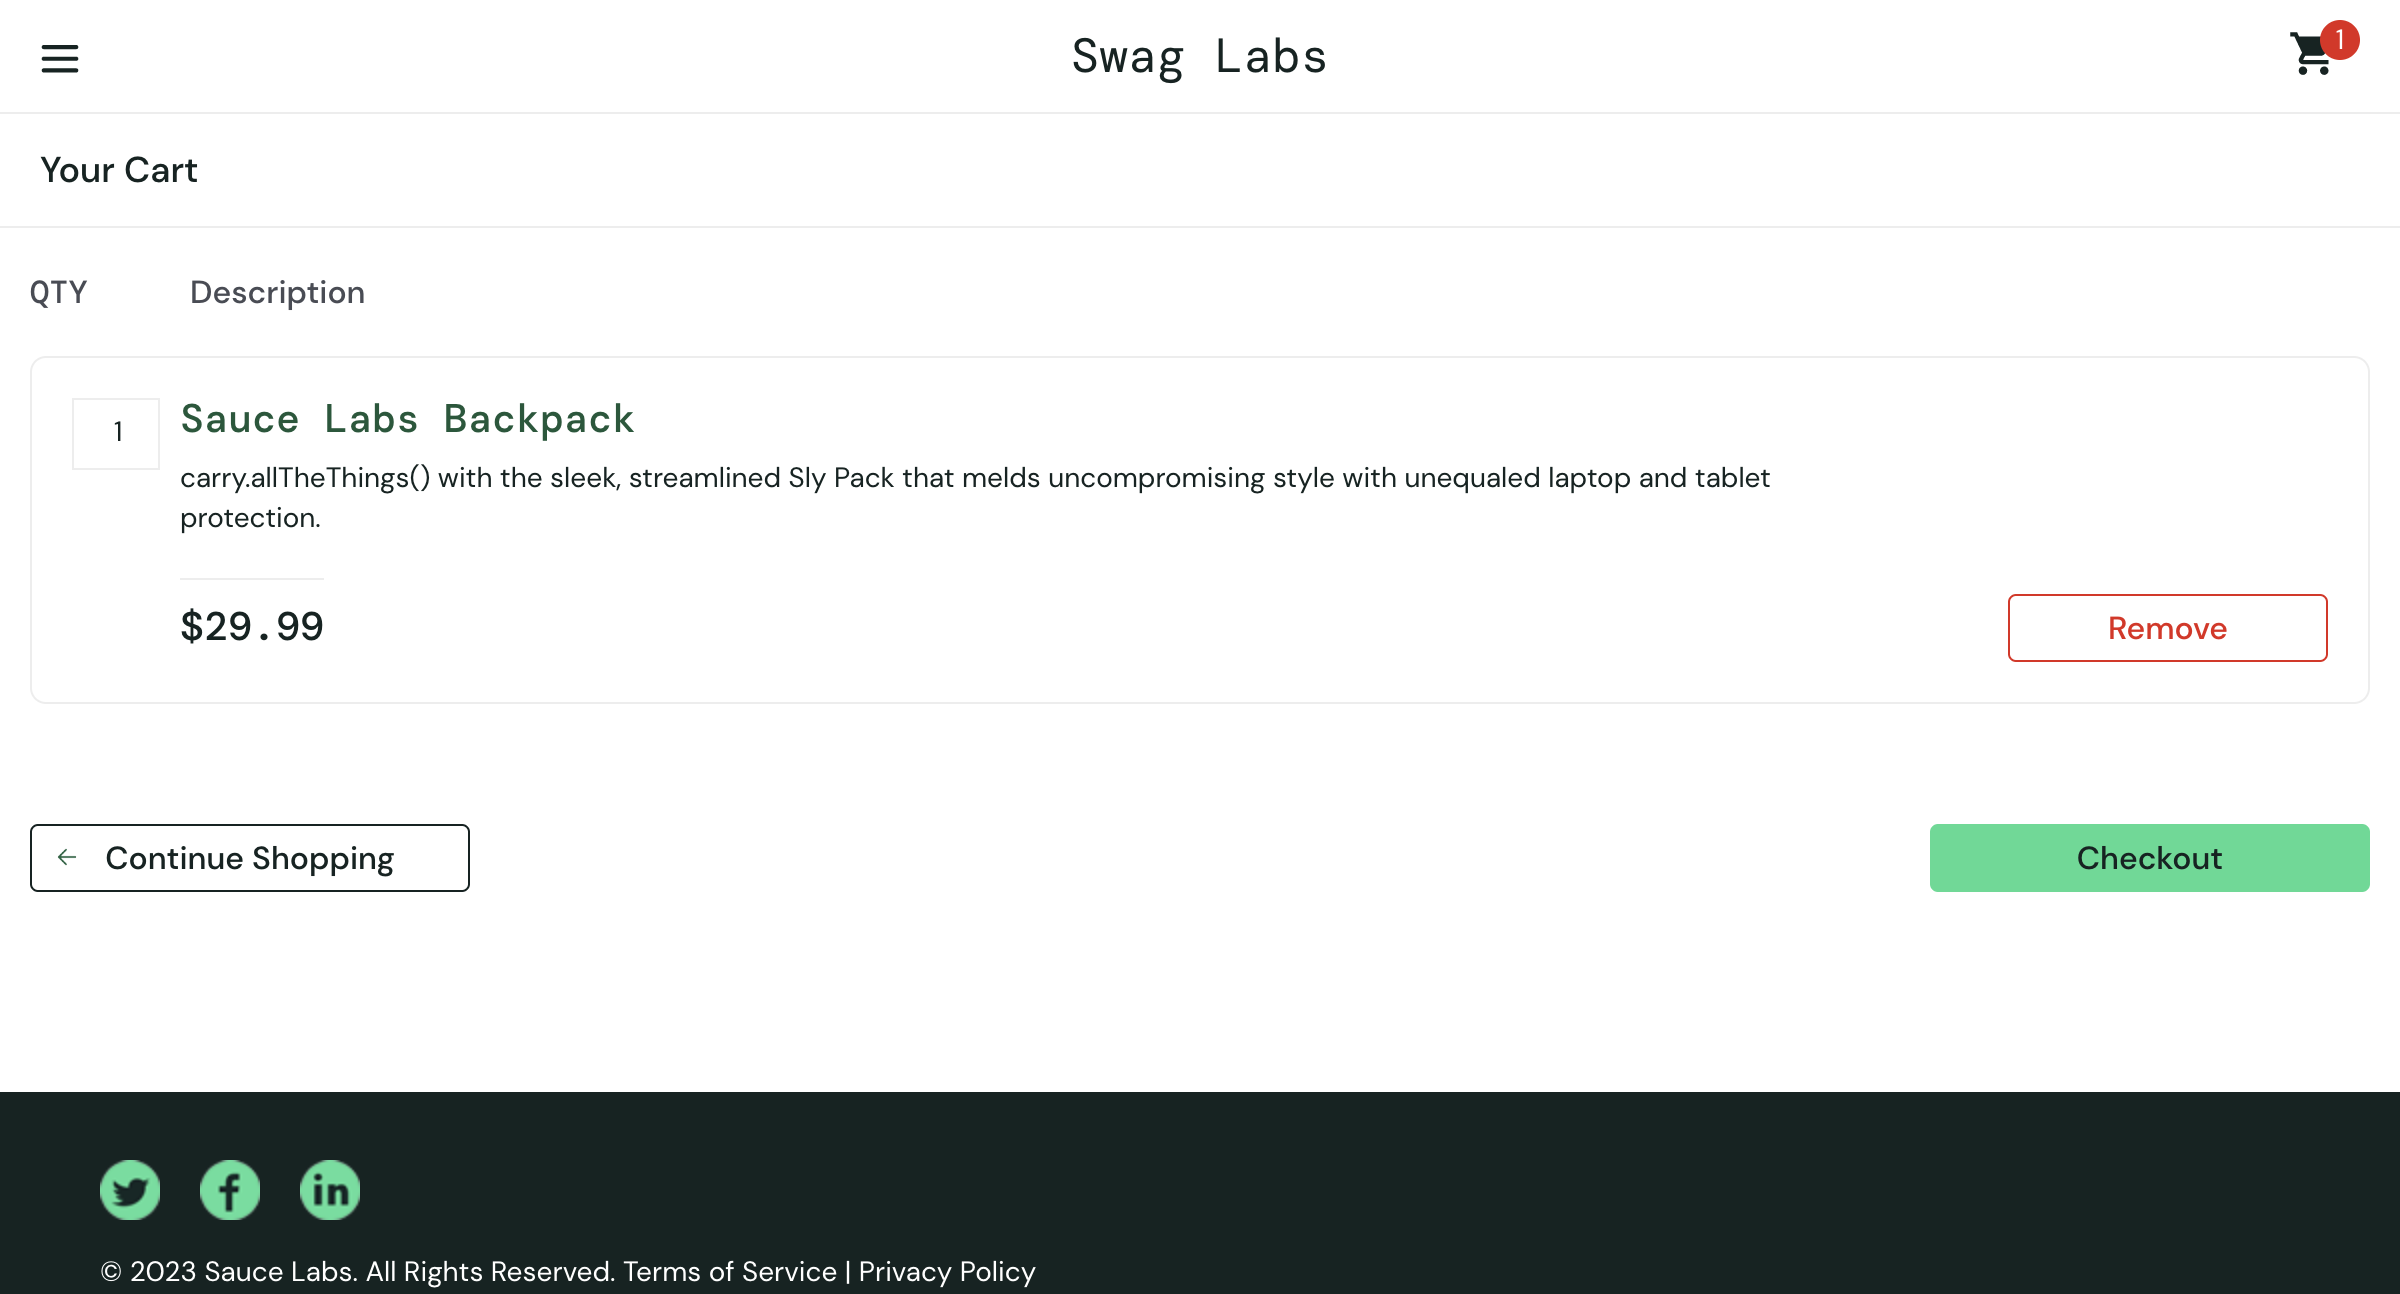 Swag Labs
1
Your Cart
QTY Description
1
Sauce Labs Backpack
carry.allTheThings() with the sleek, streamlined Sly Pack that melds uncompromising style with unequaled laptop and tablet
protection.
$29.99
Remove
Continue Shopping
Checkout
© 2023 Sauce Labs. All Rights Reserved. Terms of Service | Privacy Policy